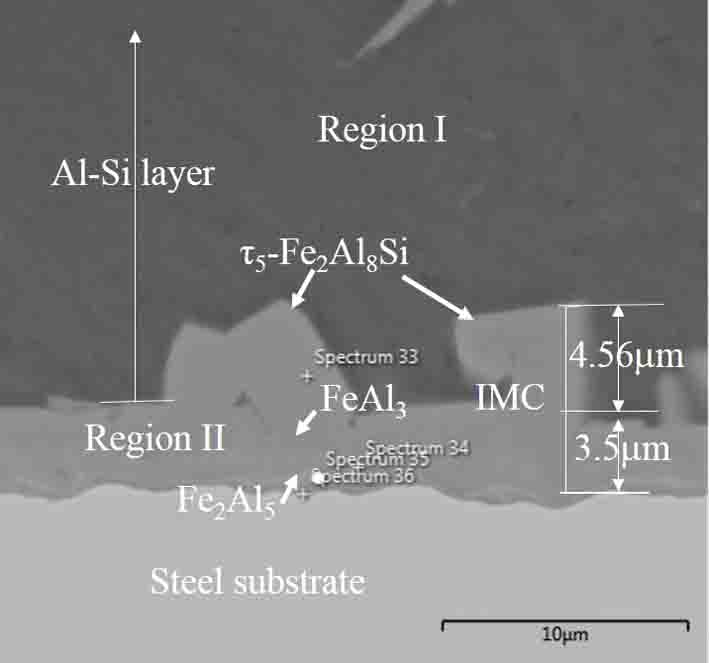 Region I
Al-Si layer
τ₅-Fe₂Al₈Si
Spectrum 33
4.56μm
FeAl₃
IMC
Region II
Spectrum 34
3.5μm
Spectrum 35
Spectrum 36
Fe₂Al₅
Steel substrate
10μm